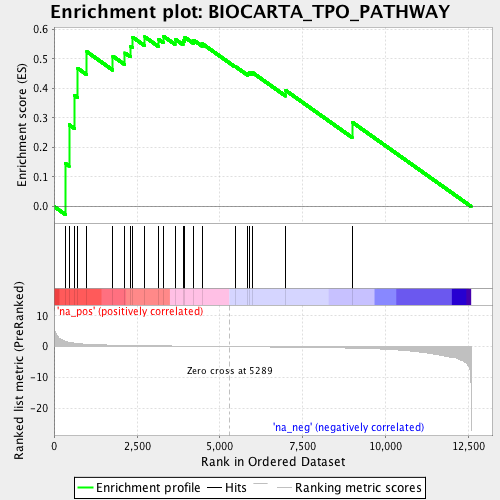 Enrichment plot: BIOCARTA_TPO_PATHWAY
Enrichment score (ES)
0.6
0.5
0.4
0.3
0.2
0.1
0.0
'na_pos' (positively correlated)
Ranked list metric (PreRanked)
10
0
-10
-20
Zero cross at 5289
'na_neg' (negatively correlated)
0
2,500
5,000
7,500
10,000
12,500
Rank in Ordered Dataset
Enrichment profile
Hits
Ranking metric scores